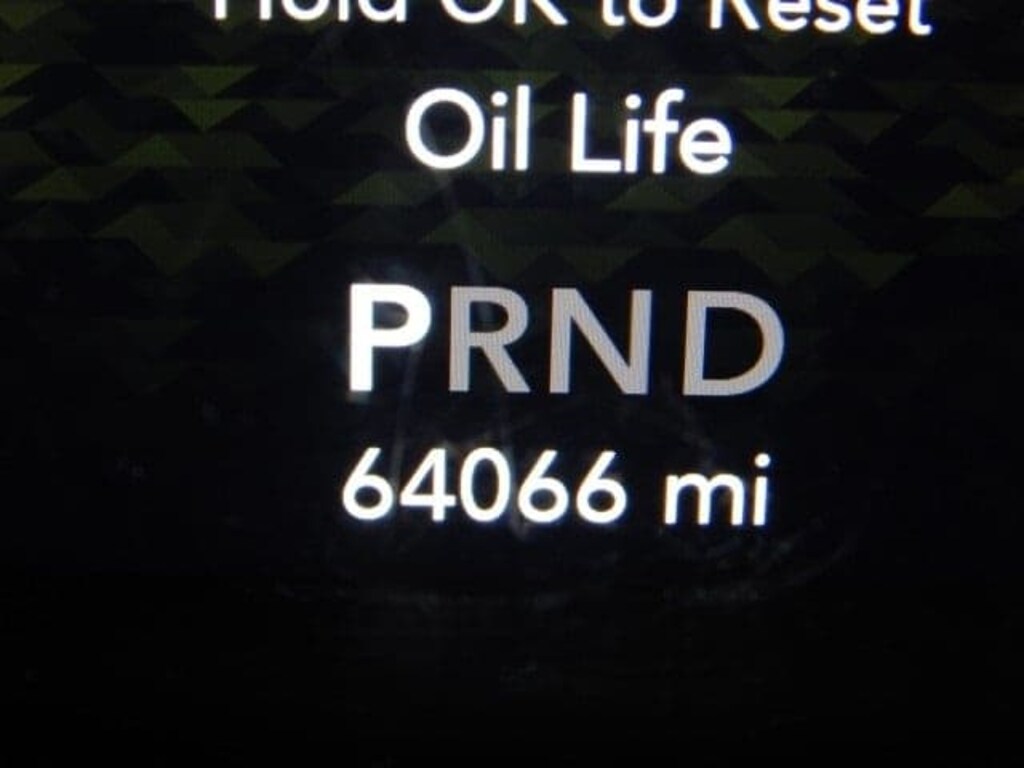 Hold OK to Reset
Oil Life
PRND
64066 mi